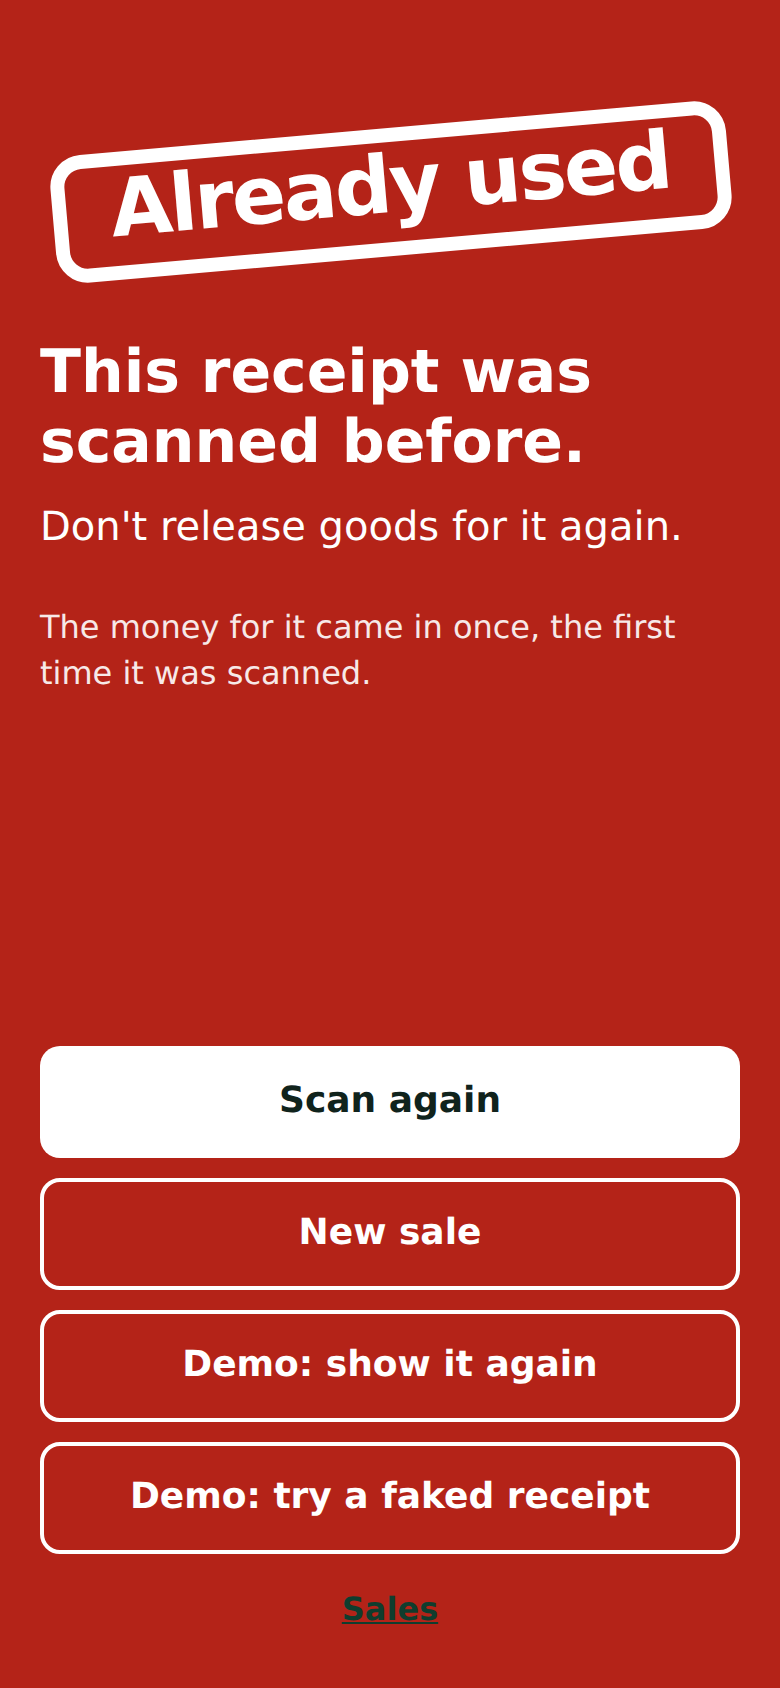 Already used
This receipt was
scanned before.
Don't release goods for it again.
The money for it came in once, the first
time it was scanned.
Scan again
New sale
Demo: show it again
Demo: try a faked receipt
Sales